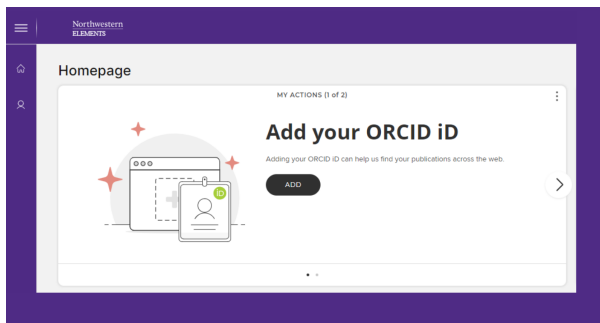 Northwestern
ELEMENTS
Homepage
MY ACTIONS (1 of 2)
Add your ORCID iD
Adding your ORCID iD can help us find your publications across the web.
ADD
iD